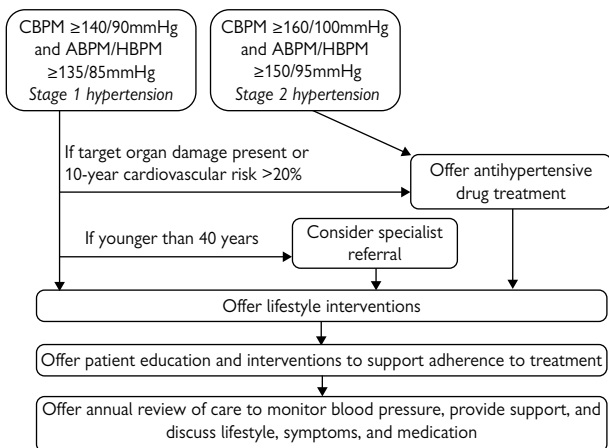 CBPM ≥140/90mmHg
and ABPM/HBPM
≥135/85mmHg
Stage 1 hypertension
CBPM ≥160/100mmHg
and ABPM/HBPM
≥150/95mmHg
Stage 2 hypertension
If target organ damage present or
10-year cardiovascular risk >20%
Offer antihypertensive
drug treatment
If younger than 40 years
Consider specialist
referral
Offer lifestyle interventions
Offer patient education and interventions to support adherence to treatment
Offer annual review of care to monitor blood pressure, provide support, and
discuss lifestyle, symptoms, and medication